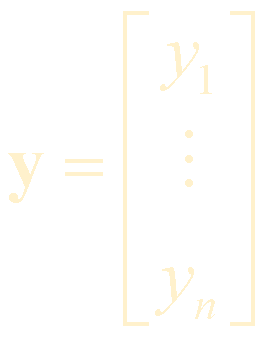 y₁
⋮
y = [ ]
yₙ